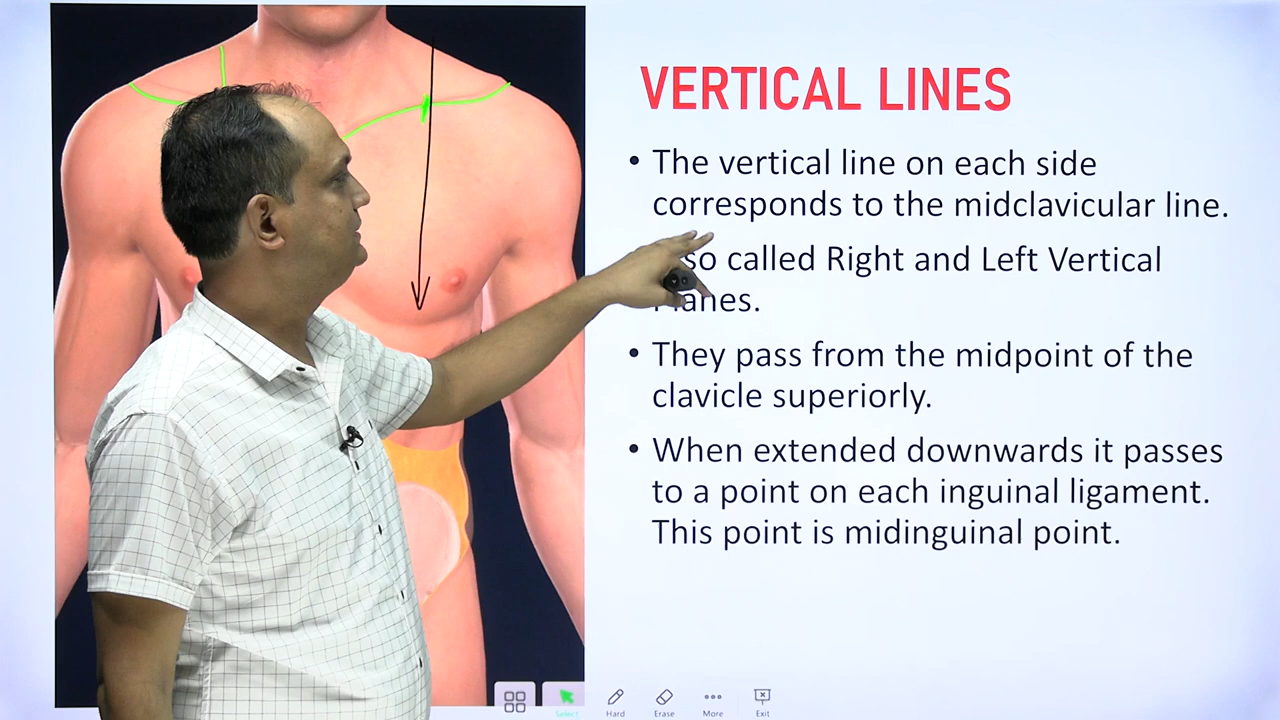 VERTICAL LINES
• The vertical line on each side
corresponds to the midclavicular line.
so called Right and Left Vertical
Planes.
• They pass from the midpoint of the
clavicle superiorly.
• When extended downwards it passes
to a point on each inguinal ligament.
This point is midinguinal point.
Select Hard Erase More Exit